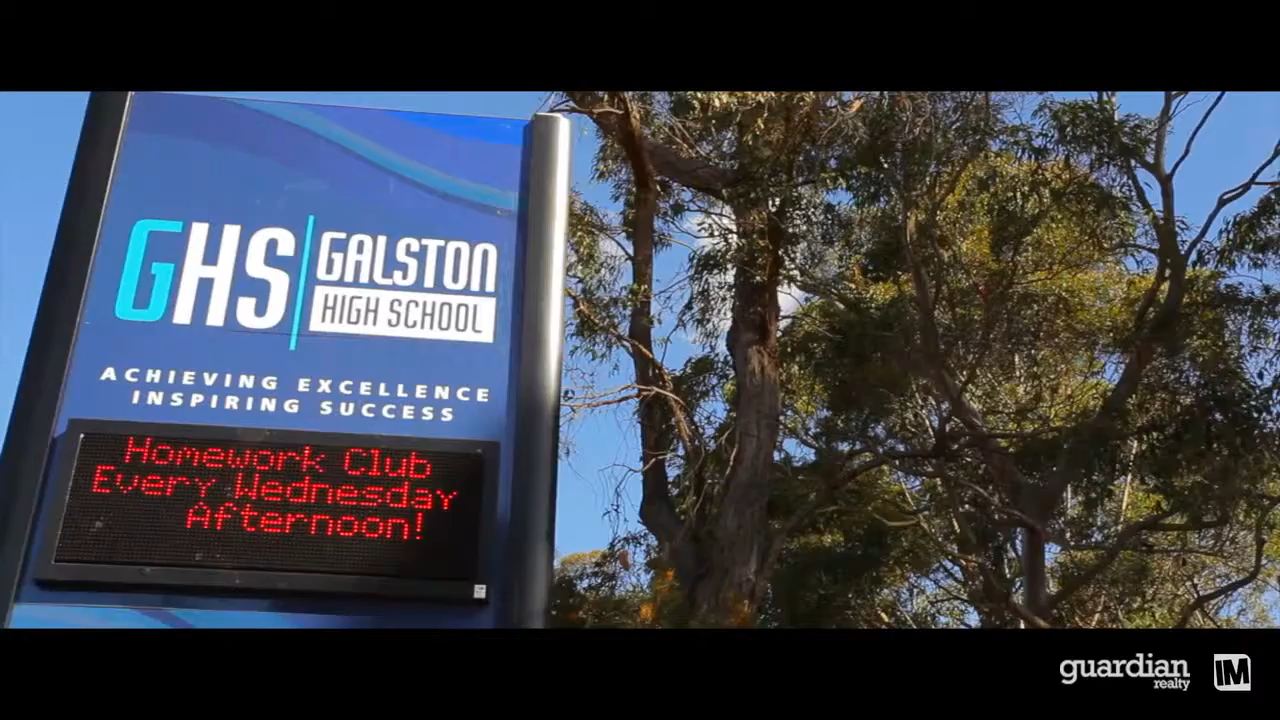 GHS
GALSTON
HIGH SCHOOL
ACHIEVING EXCELLENCE
INSPIRING SUCCESS
Homework Club
Every Wednesday
Afternoon!
guardian
realty
IM